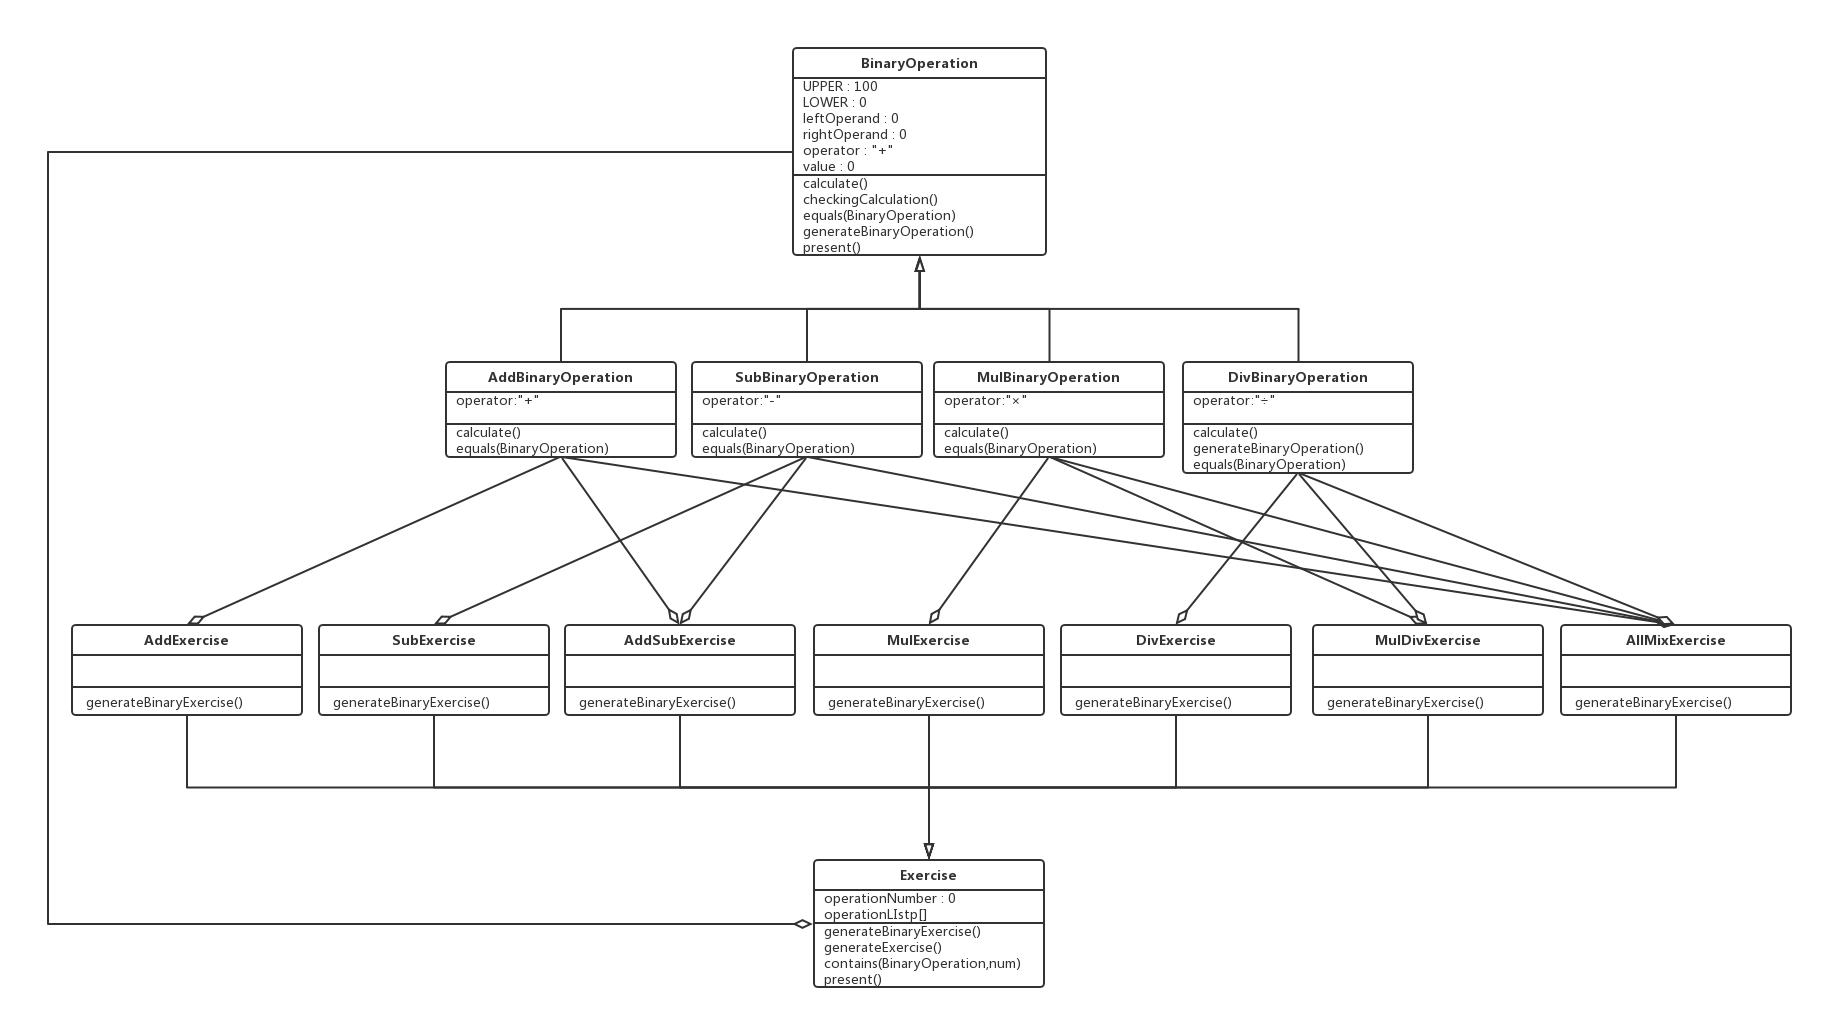 BinaryOperation
UPPER : 100
LOWER : 0
leftOperand : 0
rightOperand : 0
operator : "+"
value : 0
calculate()
checkingCalculation()
equals(BinaryOperation)
generateBinaryOperation()
present()
AddBinaryOperation
operator:"+"
calculate()
equals(BinaryOperation)
SubBinaryOperation
operator:"-"
calculate()
equals(BinaryOperation)
MulBinaryOperation
operator:"×"
calculate()
equals(BinaryOperation)
DivBinaryOperation
operator:"÷"
calculate()
generateBinaryOperation()
equals(BinaryOperation)
AddExercise
generateBinaryExercise()
SubExercise
generateBinaryExercise()
AddSubExercise
generateBinaryExercise()
MulExercise
generateBinaryExercise()
DivExercise
generateBinaryExercise()
MulDivExercise
generateBinaryExercise()
AllMixExercise
generateBinaryExercise()
Exercise
operationNumber : 0
operationLIstp[]
generateBinaryExercise()
generateExercise()
contains(BinaryOperation,num)
present()